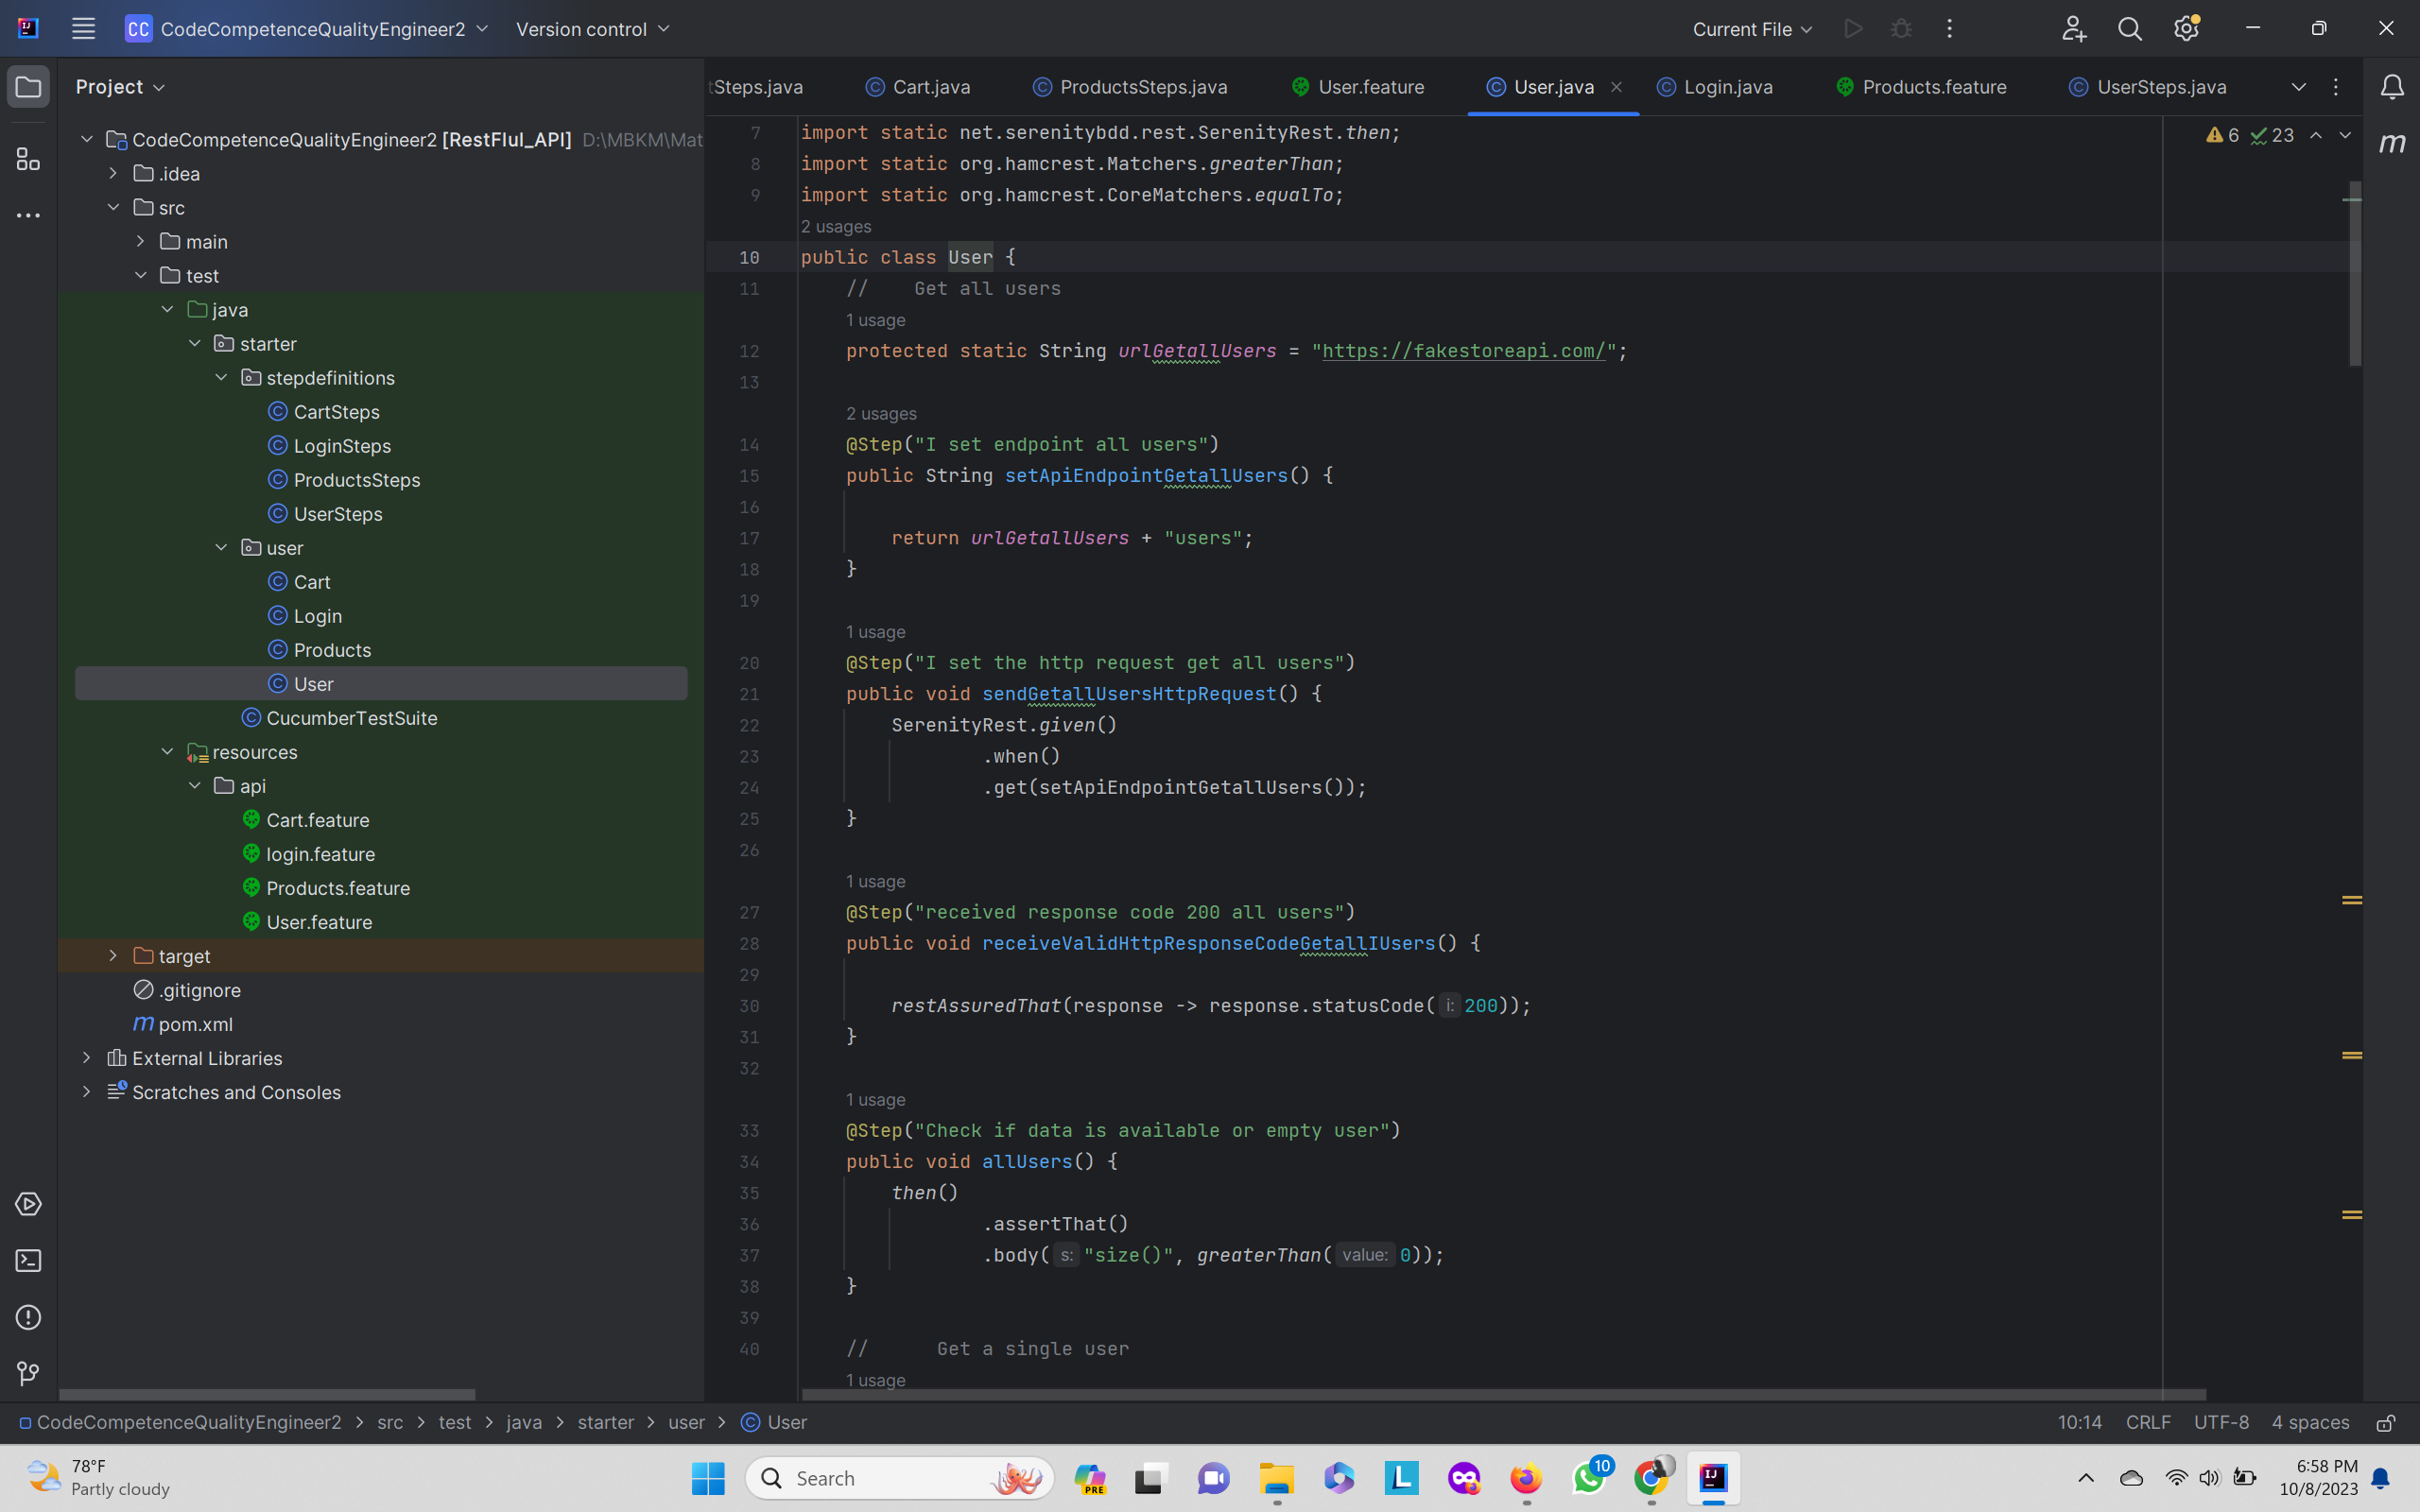 CC CodeCompetenceQualityEngineer2 Version control Current File
Project
tSteps.java Cart.java ProductsSteps.java User.feature User.java Login.java Products.feature UserSteps.java
CodeCompetenceQualityEngineer2 [RestFlul_API] D:\MBKM\Mat
.idea
src
main
test
java
starter
stepdefinitions
CartSteps
LoginSteps
ProductsSteps
UserSteps
user
Cart
Login
Products
User
CucumberTestSuite
resources
api
Cart.feature
login.feature
Products.feature
User.feature
target
.gitignore
pom.xml
External Libraries
Scratches and Consoles
6 23
7 import static net.serenitybdd.rest.SerenityRest.then;
8 import static org.hamcrest.Matchers.greaterThan;
9 import static org.hamcrest.CoreMatchers.equalTo;
2 usages
10 public class User {
11 //    Get all users
1 usage
12 protected static String urlGetallUsers = "https://fakestoreapi.com/";
13
2 usages
14 @Step("I set endpoint all users")
15 public String setApiEndpointGetallUsers() {
16
17 return urlGetallUsers + "users";
18 }
19
1 usage
20 @Step("I set the http request get all users")
21 public void sendGetallUsersHttpRequest() {
22 SerenityRest.given()
23 .when()
24 .get(setApiEndpointGetallUsers());
25 }
26
1 usage
27 @Step("received response code 200 all users")
28 public void receiveValidHttpResponseCodeGetallIUsers() {
29
30 restAssuredThat(response -> response.statusCode( i: 200));
31 }
32
1 usage
33 @Step("Check if data is available or empty user")
34 public void allUsers() {
35 then()
36 .assertThat()
37 .body( s: "size()", greaterThan( value: 0));
38 }
39
40 //      Get a single user
1 usage
CodeCompetenceQualityEngineer2 > src > test > java > starter > user > User 10:14 CRLF UTF-8 4 spaces
78°F
Partly cloudy
Search
PRE
L
10
6:58 PM
10/8/2023